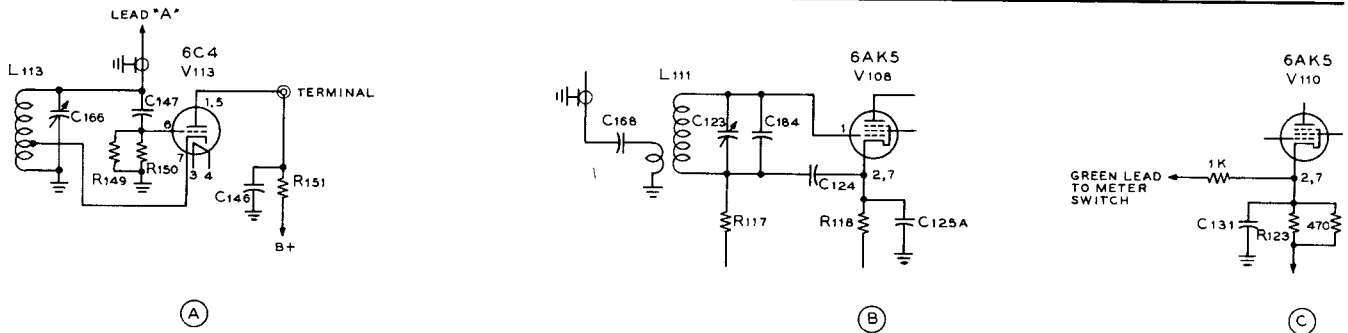 LEAD "A"
6C4
V113
L113
C147
1,5
TERMINAL
C166
6
7
R149
R150
3 4
C146
R151
B+
A
6AK5
V108
L111
C168
C123
C184
1
C124
2,7
R117
R118
C125A
B
6AK5
V110
1K
GREEN LEAD
TO METER
SWITCH
2,7
C131
R123
470
C